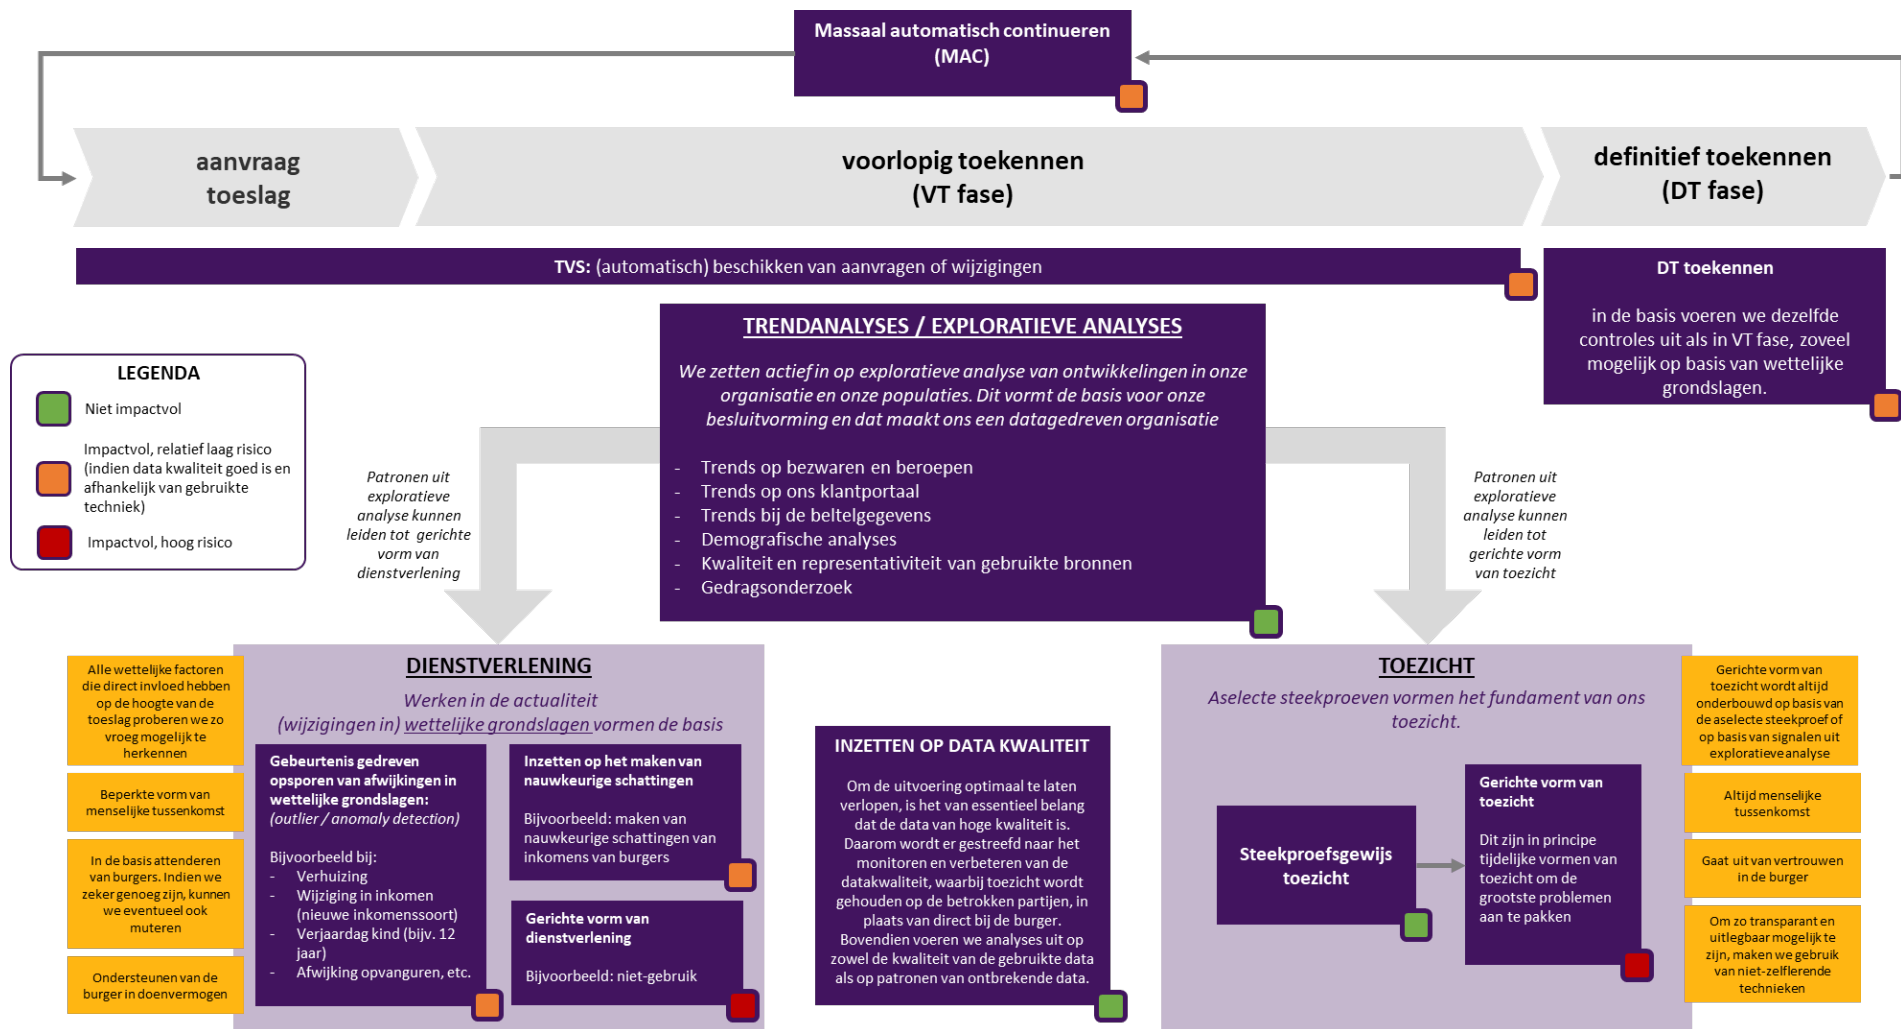 Massaal automatisch continueren
(MAC)
aanvraag
toeslag
voorlopig toekennen
(VT fase)
definitief toekennen
(DT fase)
TVS: (automatisch) beschikken van aanvragen of wijzigingen
DT toekennen
in de basis voeren we dezelfde
controles uit als in VT fase, zoveel
mogelijk op basis van wettelijke
grondslagen.
LEGENDA
Niet impactvol
Impactvol, relatief laag risico
(indien data kwaliteit goed is en
afhankelijk van gebruikte
techniek)
Impactvol, hoog risico
TRENDANALYSES / EXPLORATIEVE ANALYSES
We zetten actief in op exploratieve analyse van ontwikkelingen in onze
organisatie en onze populaties. Dit vormt de basis voor onze
besluitvorming en dat maakt ons een datagedreven organisatie
- Trends op bezwaren en beroepen
- Trends op ons klantportaal
- Trends bij de beltelgegevens
- Demografische analyses
- Kwaliteit en representativiteit van gebruikte bronnen
- Gedragsonderzoek
Patronen uit
exploratieve
analyse kunnen
leiden tot gerichte
vorm van
dienstverlening
Patronen uit
exploratieve
analyse kunnen
leiden tot
gerichte vorm
van toezicht
Alle wettelijke factoren
die direct invloed hebben
op de hoogte van de
toeslag proberen we zo
vroeg mogelijk te
herkennen
Beperkte vorm van
menselijke tussenkomst
In de basis attenderen
van burgers. Indien we
zeker genoeg zijn, kunnen
we eventueel ook
muteren
Ondersteunen van de
burger in doenvermogen
DIENSTVERLENING
Werken in de actualiteit
(wijzigingen in) wettelijke grondslagen vormen de basis
Gebeurtenis gedreven
opsporen van afwijkingen in
wettelijke grondslagen:
(outlier / anomaly detection)
Bijvoorbeeld bij:
- Verhuizing
- Wijziging in inkomen
(nieuwe inkomenssoort)
- Verjaardag kind (bijv. 12
jaar)
- Afwijking opvanguren, etc.
Inzetten op het maken van
nauwkeurige schattingen
Bijvoorbeeld: maken van
nauwkeurige schattingen van
inkomens van burgers
Gerichte vorm van
dienstverlening
Bijvoorbeeld: niet-gebruik
INZETTEN OP DATA KWALITEIT
Om de uitvoering optimaal te laten
verlopen, is het van essentieel belang
dat de data van hoge kwaliteit is.
Daarom wordt er gestreefd naar het
monitoren en verbeteren van de
datakwaliteit, waarbij toezicht wordt
gehouden op de betrokken partijen, in
plaats van direct bij de burger.
Bovendien voeren we analyses uit op
zowel de kwaliteit van de gebruikte data
als op patronen van ontbrekende data.
TOEZICHT
Aselecte steekproeven vormen het fundament van ons
toezicht.
Steekproefsgewijs
toezicht
Gerichte vorm van
toezicht
Dit zijn in principe
tijdelijke vormen van
toezicht om de
grootste problemen
aan te pakken
Gerichte vorm van
toezicht wordt altijd
onderbouwd op basis van
de aselecte steekproef of
op basis van signalen uit
exploratieve analyse
Altijd menselijke
tussenkomst
Gaat uit van vertrouwen
in de burger
Om zo transparant en
uitlegbaar mogelijk te
zijn, maken we gebruik
van niet-zelflerende
technieken